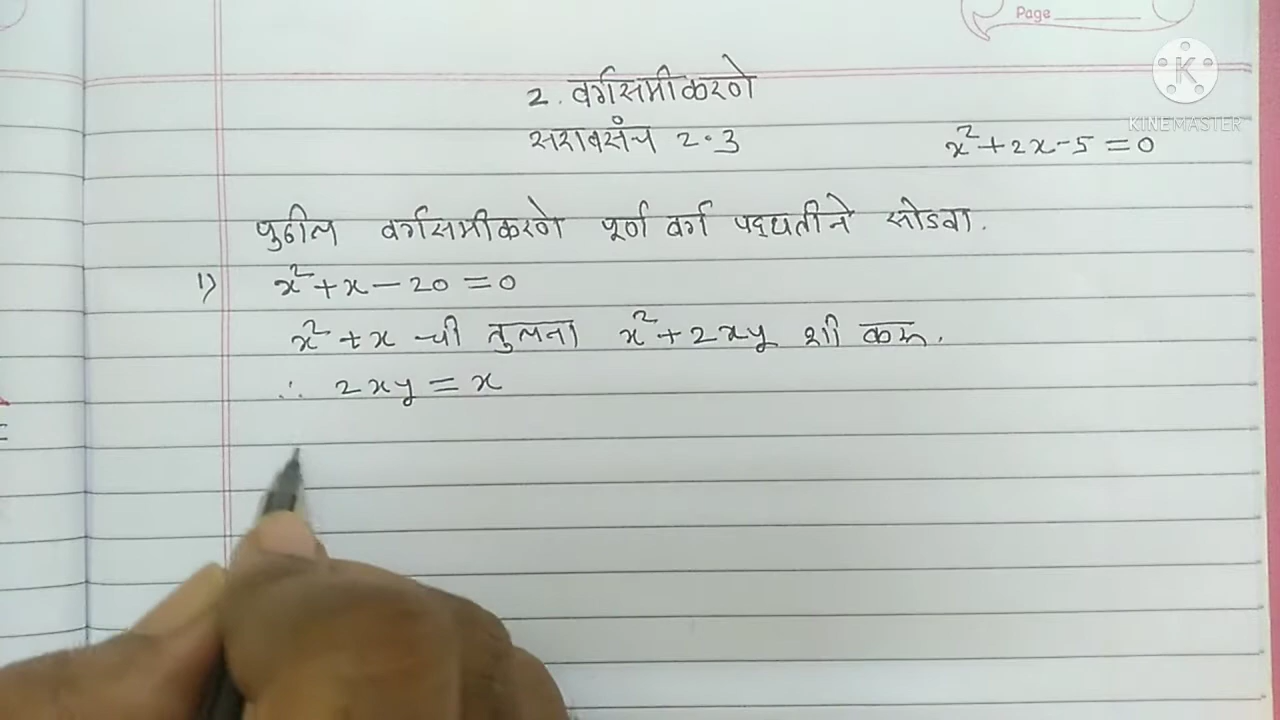 Page
K
KINEMASTER
2. वर्गसमीकरणे
सरावसंच 2.3
x²+2x-5=0
पुढील वर्गसमीकरणे पूर्ण वर्ग पद्धतीने सोडवा.
1) x²+x-20=0
x²+x ची तुलना x²+2xy शी करू.
∴ 2xy=x